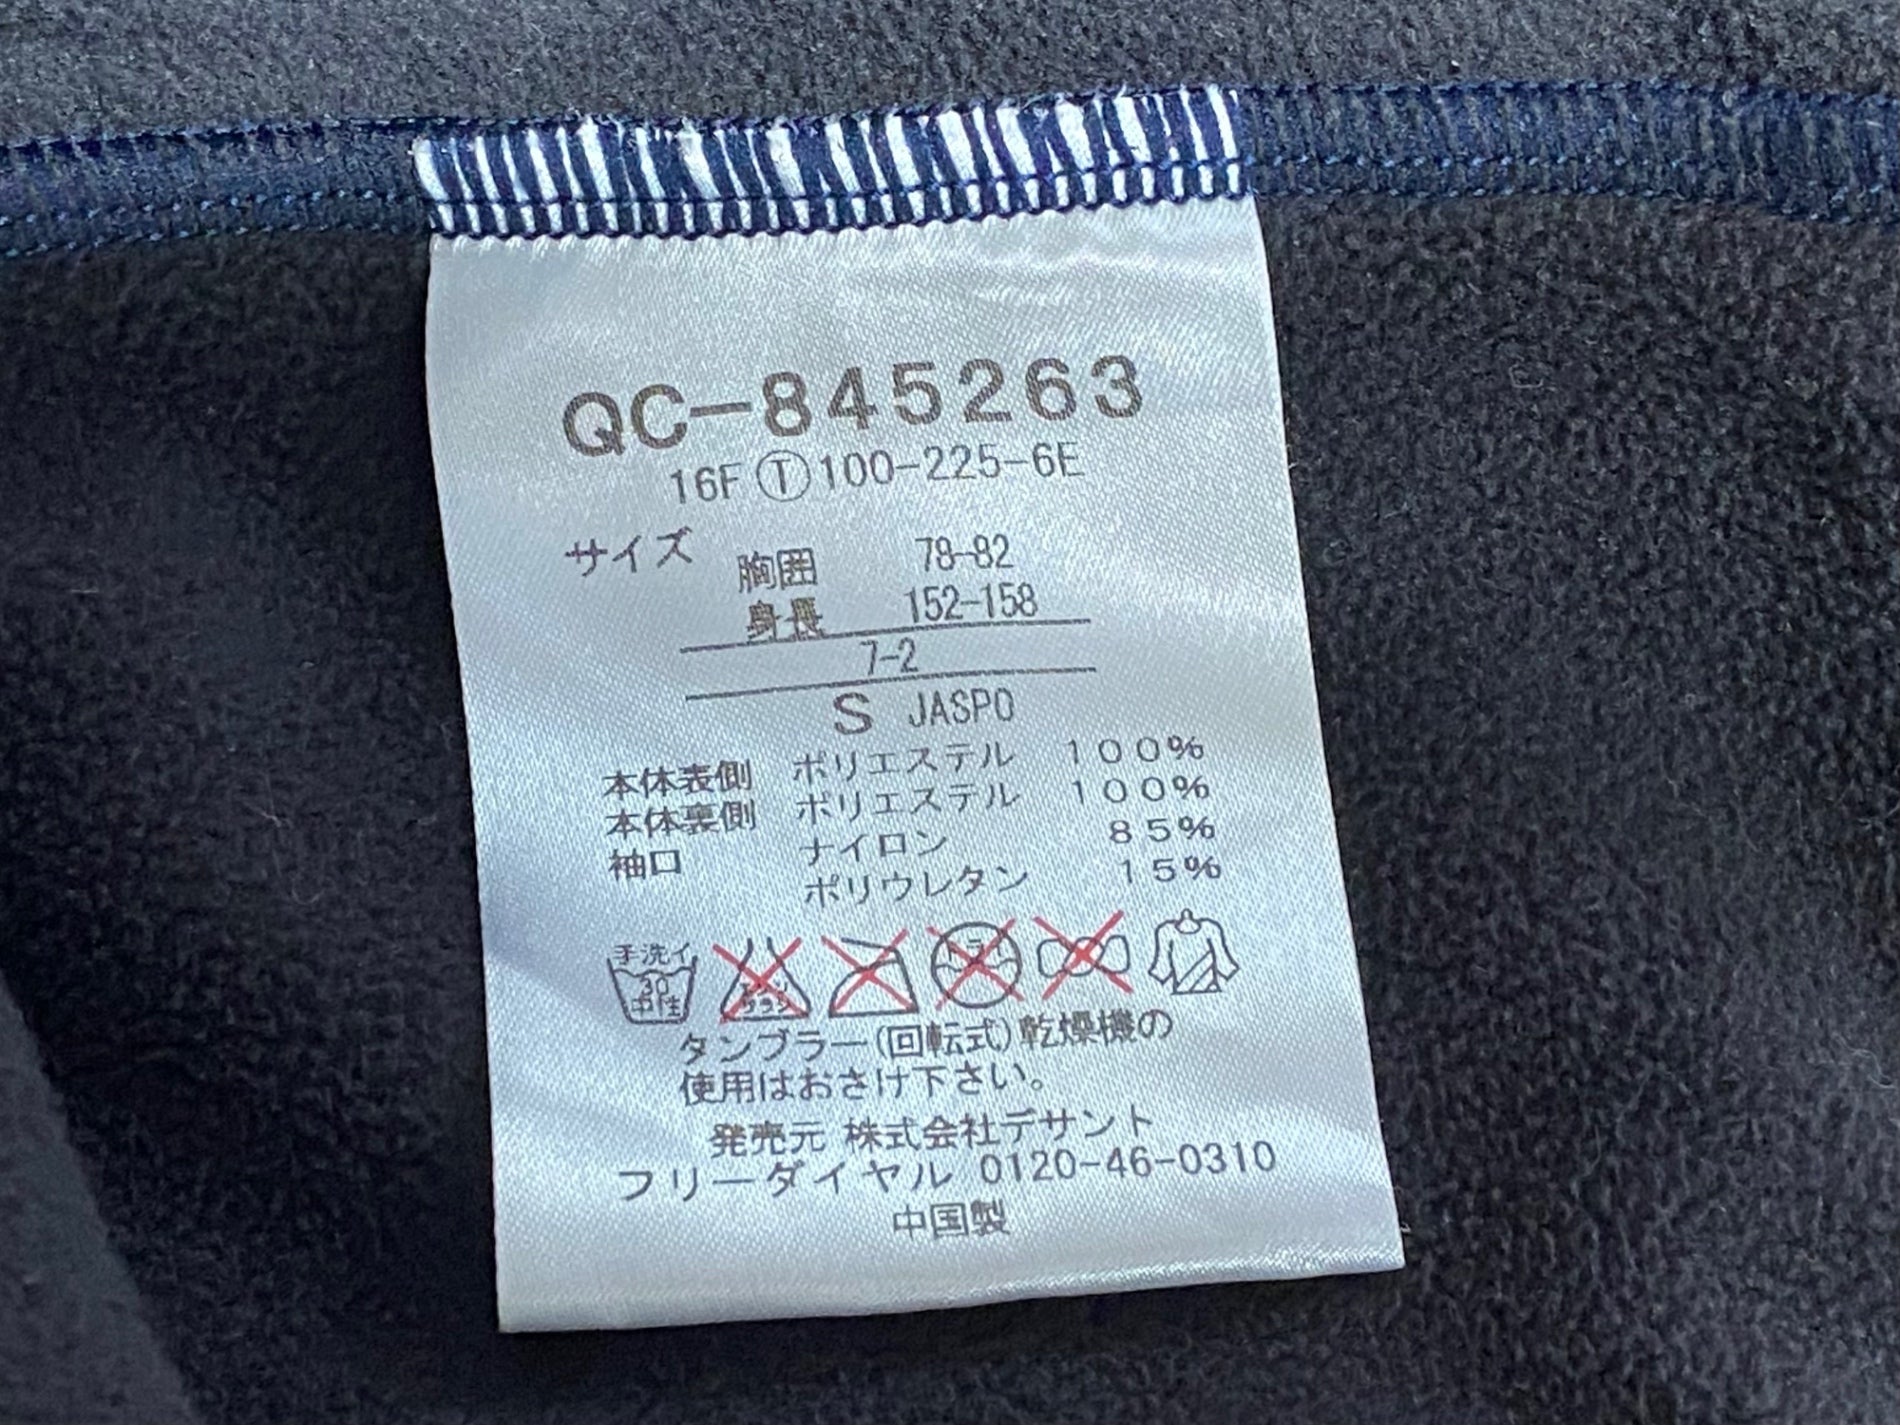 QC-845263
16F Ⓣ 100-225-6E
サイズ 胸囲 78-82
身長 152-158
7-2
S JASPO
本体表側 ポリエステル 100%
本体裏側 ポリエステル 100%
袖口 ナイロン 85%
ポリウレタン 15%
手洗イ
30
中性
タンブラー(回転式)乾燥機の
使用はおさけ下さい。
発売元 株式会社デサント
フリーダイヤル 0120-46-0310
中国製